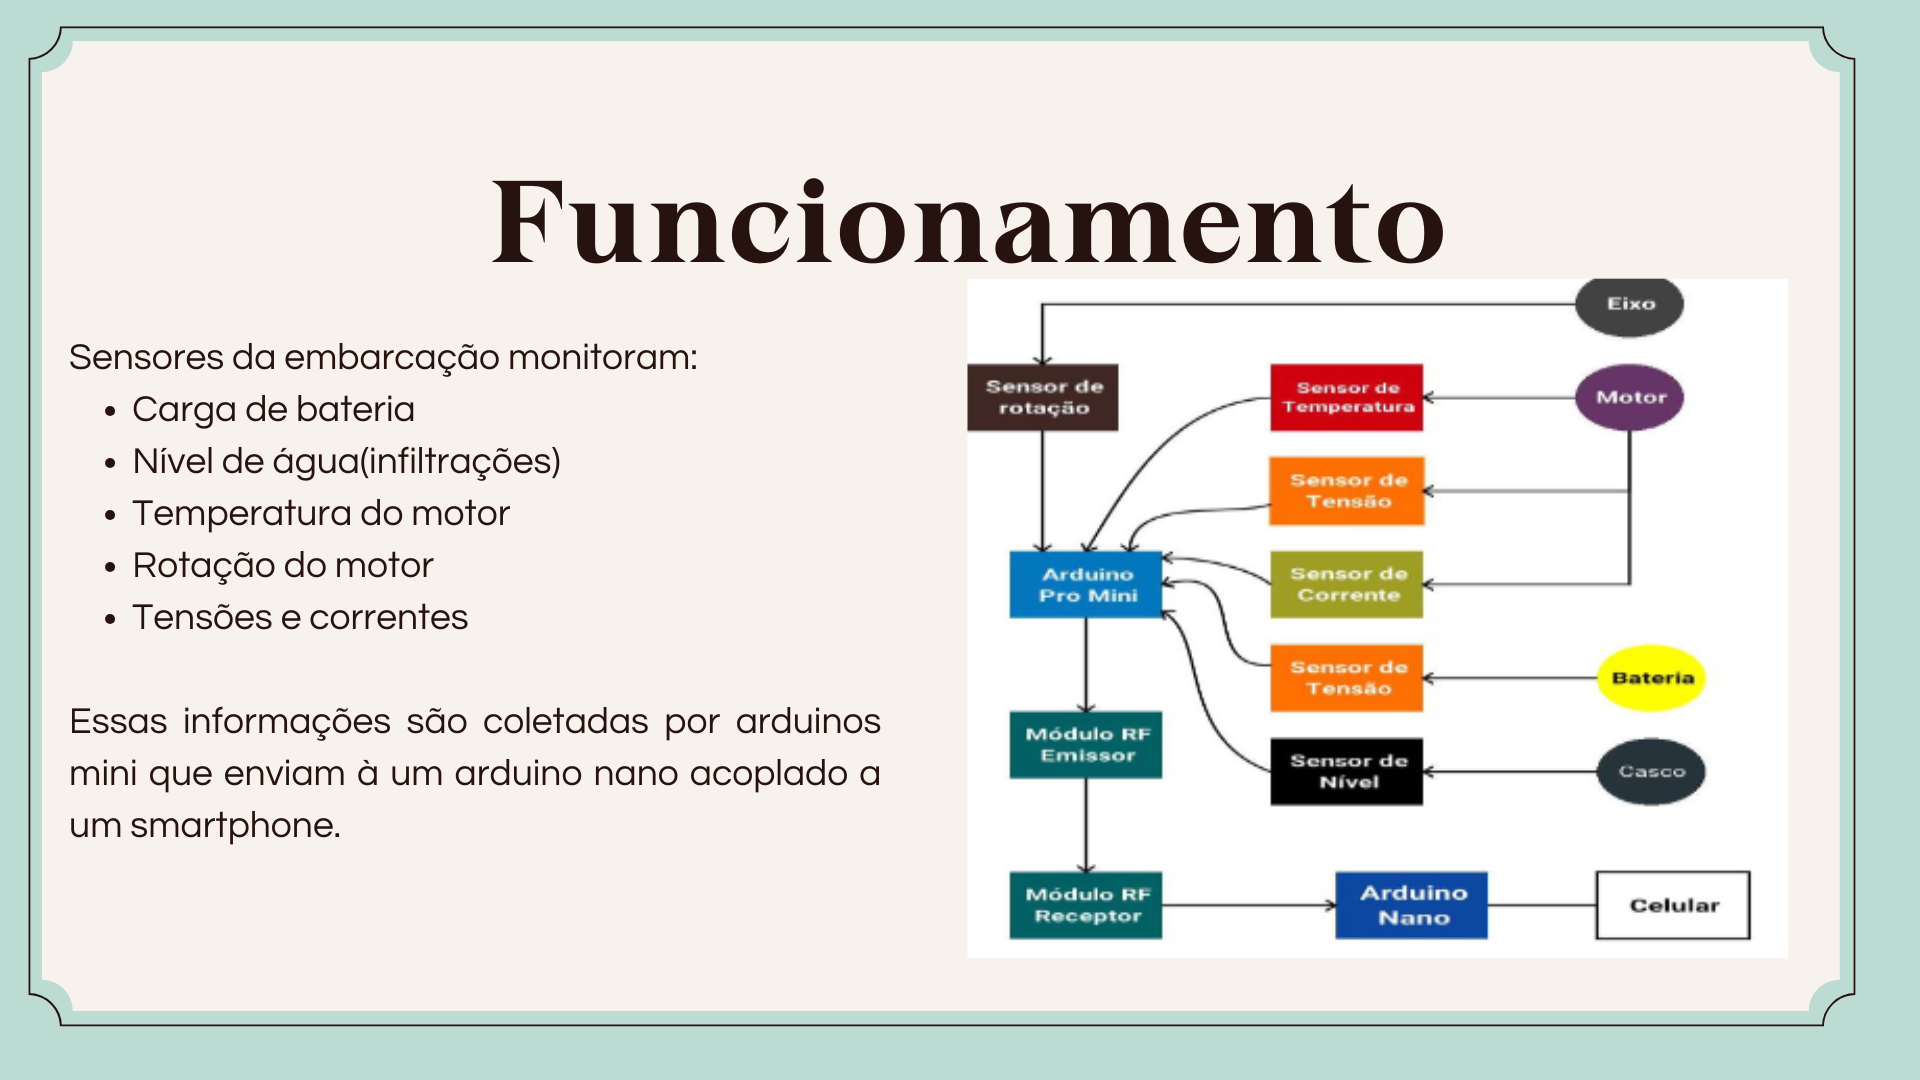 Funcionamento
Sensores da embarcação monitoram:
• Carga de bateria
• Nível de água(infiltrações)
• Temperatura do motor
• Rotação do motor
• Tensões e correntes
Essas informações são coletadas por arduinos
mini que enviam à um arduino nano acoplado a
um smartphone.
Eixo
Sensor de
rotação
Sensor de
Temperatura
Motor
Sensor de
Tensão
Arduino
Pro Mini
Sensor de
Corrente
Sensor de
Tensão
Bateria
Módulo RF
Emissor
Sensor de
Nível
Casco
Módulo RF
Receptor
Arduino
Nano
Celular